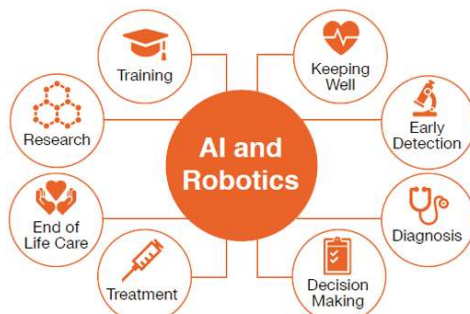 Training
Keeping
Well
Research
Early
Detection
AI and
Robotics
End of
Life Care
Diagnosis
Treatment
Decision
Making